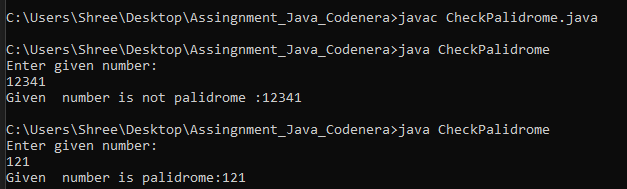 C:\Users\Shree\Desktop\Assingnment_Java_Codenera>javac CheckPalidrome.java
C:\Users\Shree\Desktop\Assingnment_Java_Codenera>java CheckPalidrome
Enter given number:
12341
Given  number is not palidrome :12341
C:\Users\Shree\Desktop\Assingnment_Java_Codenera>java CheckPalidrome
Enter given number:
121
Given  number is palidrome:121